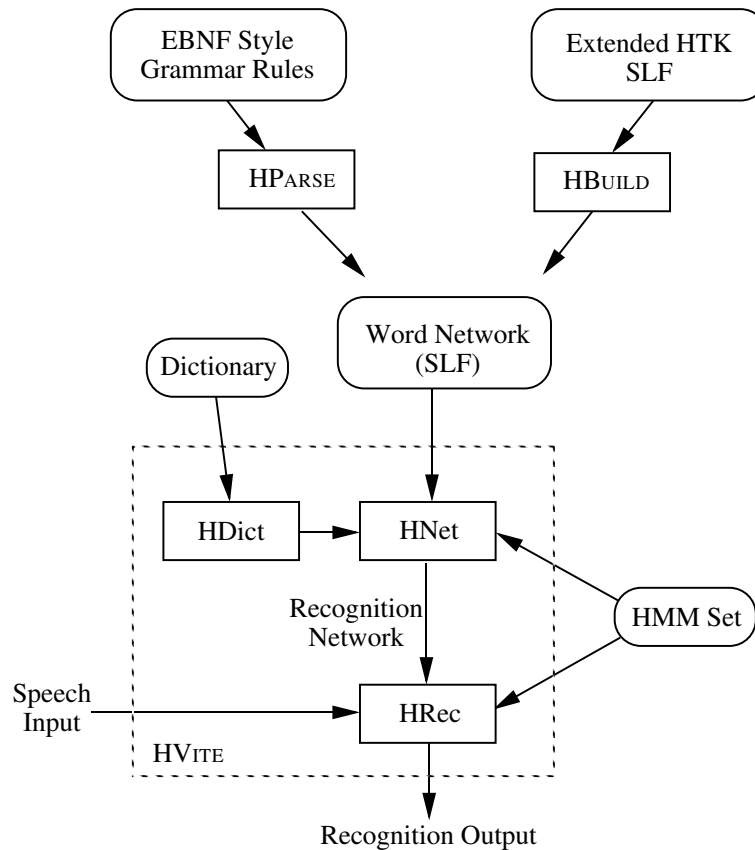 EBNF Style
Grammar Rules
Extended HTK
SLF
HPARSE
HBUILD
Word Network
(SLF)
Dictionary
HDict
HNet
Recognition
Network
HMM Set
Speech
Input
HRec
HVITE
Recognition Output